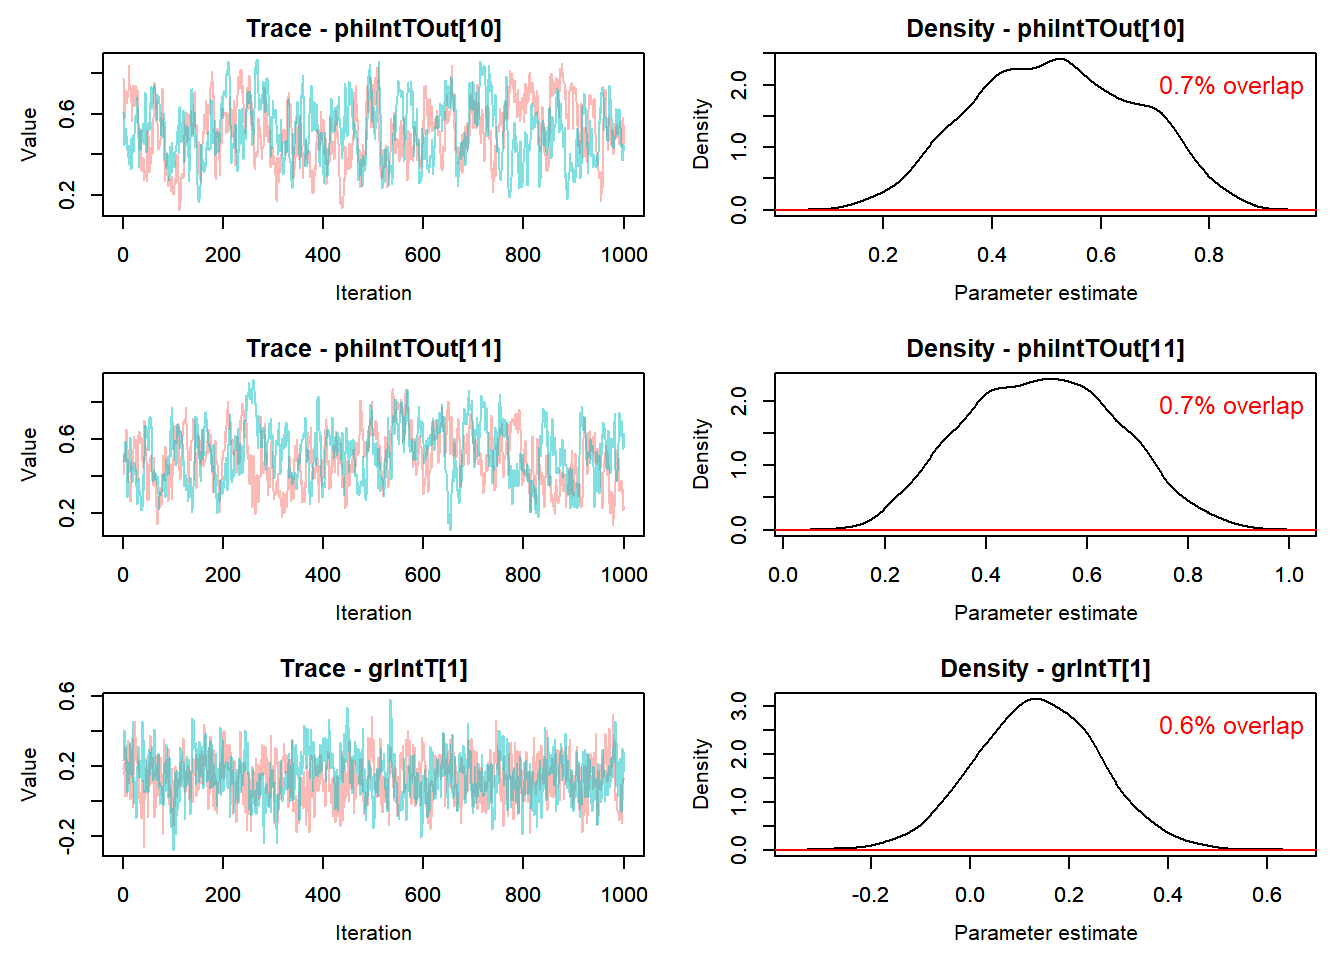 Trace - phiIntTOut[10]
Value
0.2
0.6
0
200
400
600
800
1000
Iteration
Density - phiIntTOut[10]
0.7% overlap
Density
0.0
1.0
2.0
0.2
0.4
0.6
0.8
Parameter estimate
Trace - phiIntTOut[11]
Value
0.2
0.6
0
200
400
600
800
1000
Iteration
Density - phiIntTOut[11]
0.7% overlap
Density
0.0
1.0
2.0
0.0
0.2
0.4
0.6
0.8
1.0
Parameter estimate
Trace - grIntT[1]
Value
-0.2
0.2
0.6
0
200
400
600
800
1000
Iteration
Density - grIntT[1]
0.6% overlap
Density
0.0
1.0
2.0
3.0
-0.2
0.0
0.2
0.4
0.6
Parameter estimate